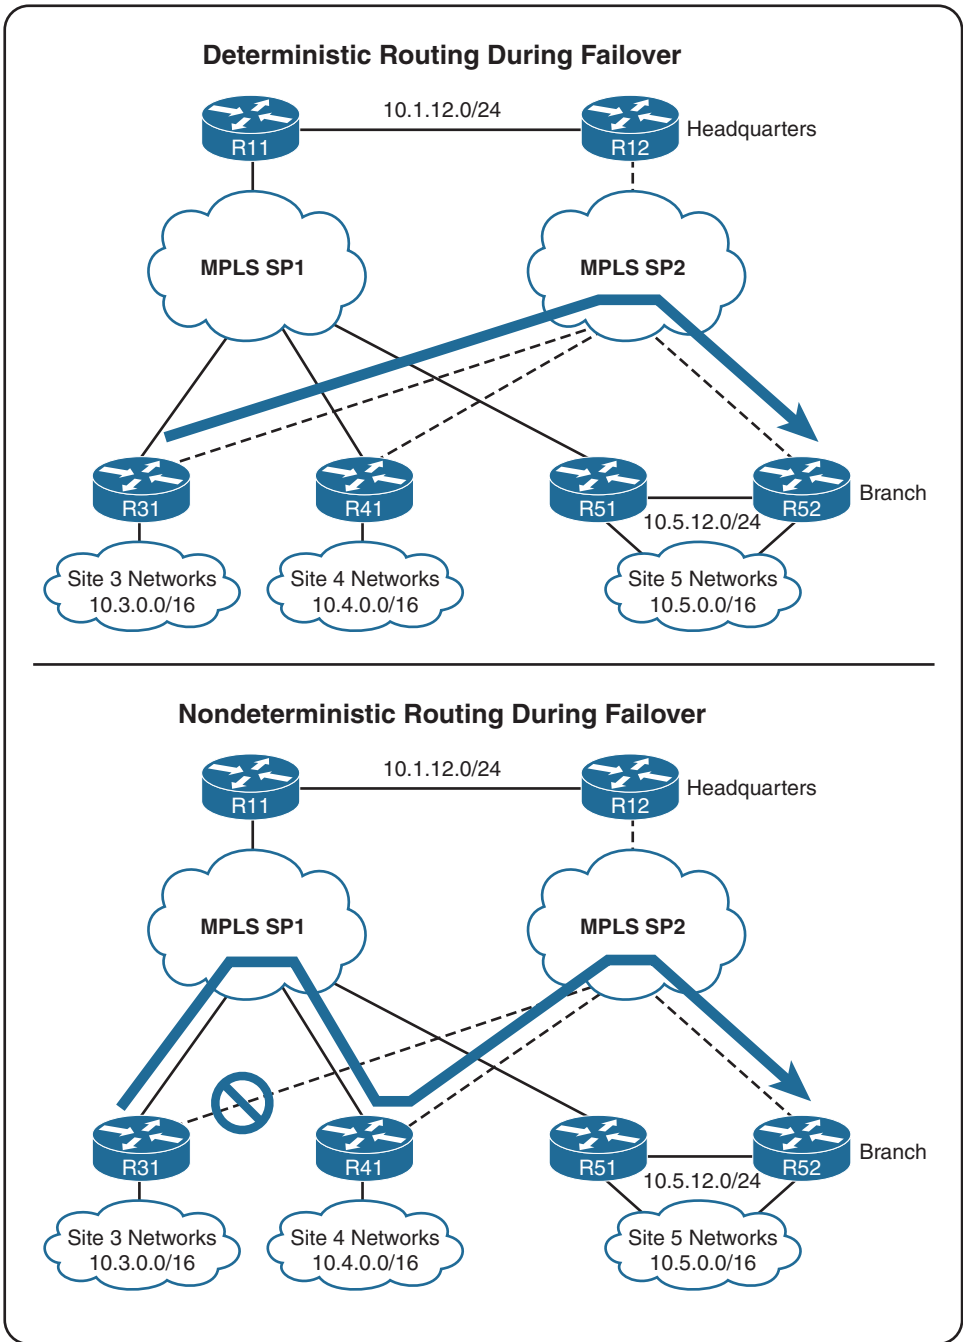 Deterministic Routing During Failover
10.1.12.0/24
R11
R12
Headquarters
MPLS SP1
MPLS SP2
R31
R41
R51
R52
Branch
10.5.12.0/24
Site 3 Networks
10.3.0.0/16
Site 4 Networks
10.4.0.0/16
Site 5 Networks
10.5.0.0/16
Nondeterministic Routing During Failover
10.1.12.0/24
R11
R12
Headquarters
MPLS SP1
MPLS SP2
R31
R41
R51
R52
Branch
10.5.12.0/24
Site 3 Networks
10.3.0.0/16
Site 4 Networks
10.4.0.0/16
Site 5 Networks
10.5.0.0/16